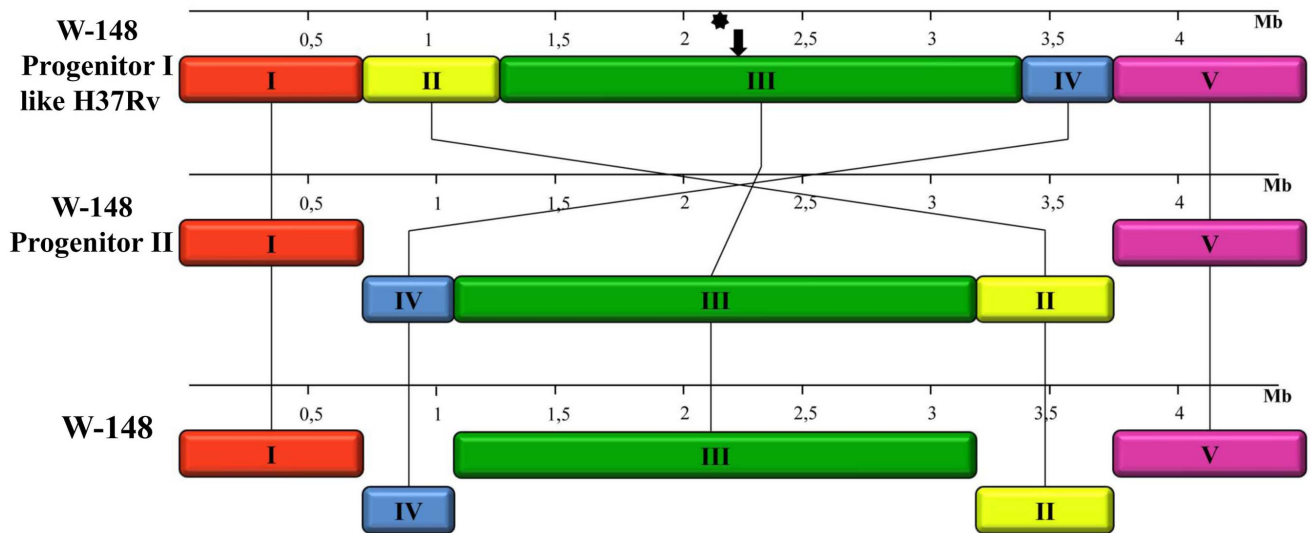 Mb
0,5 1 1,5 2 2,5 3 3,5 4
W-148
Progenitor I
like H37Rv
I II III IV V
Mb
0,5 1 1,5 2 2,5 3 3,5 4
W-148
Progenitor II
I V
IV III II
Mb
0,5 1 1,5 2 2,5 3 3,5 4
W-148
I III V
IV II